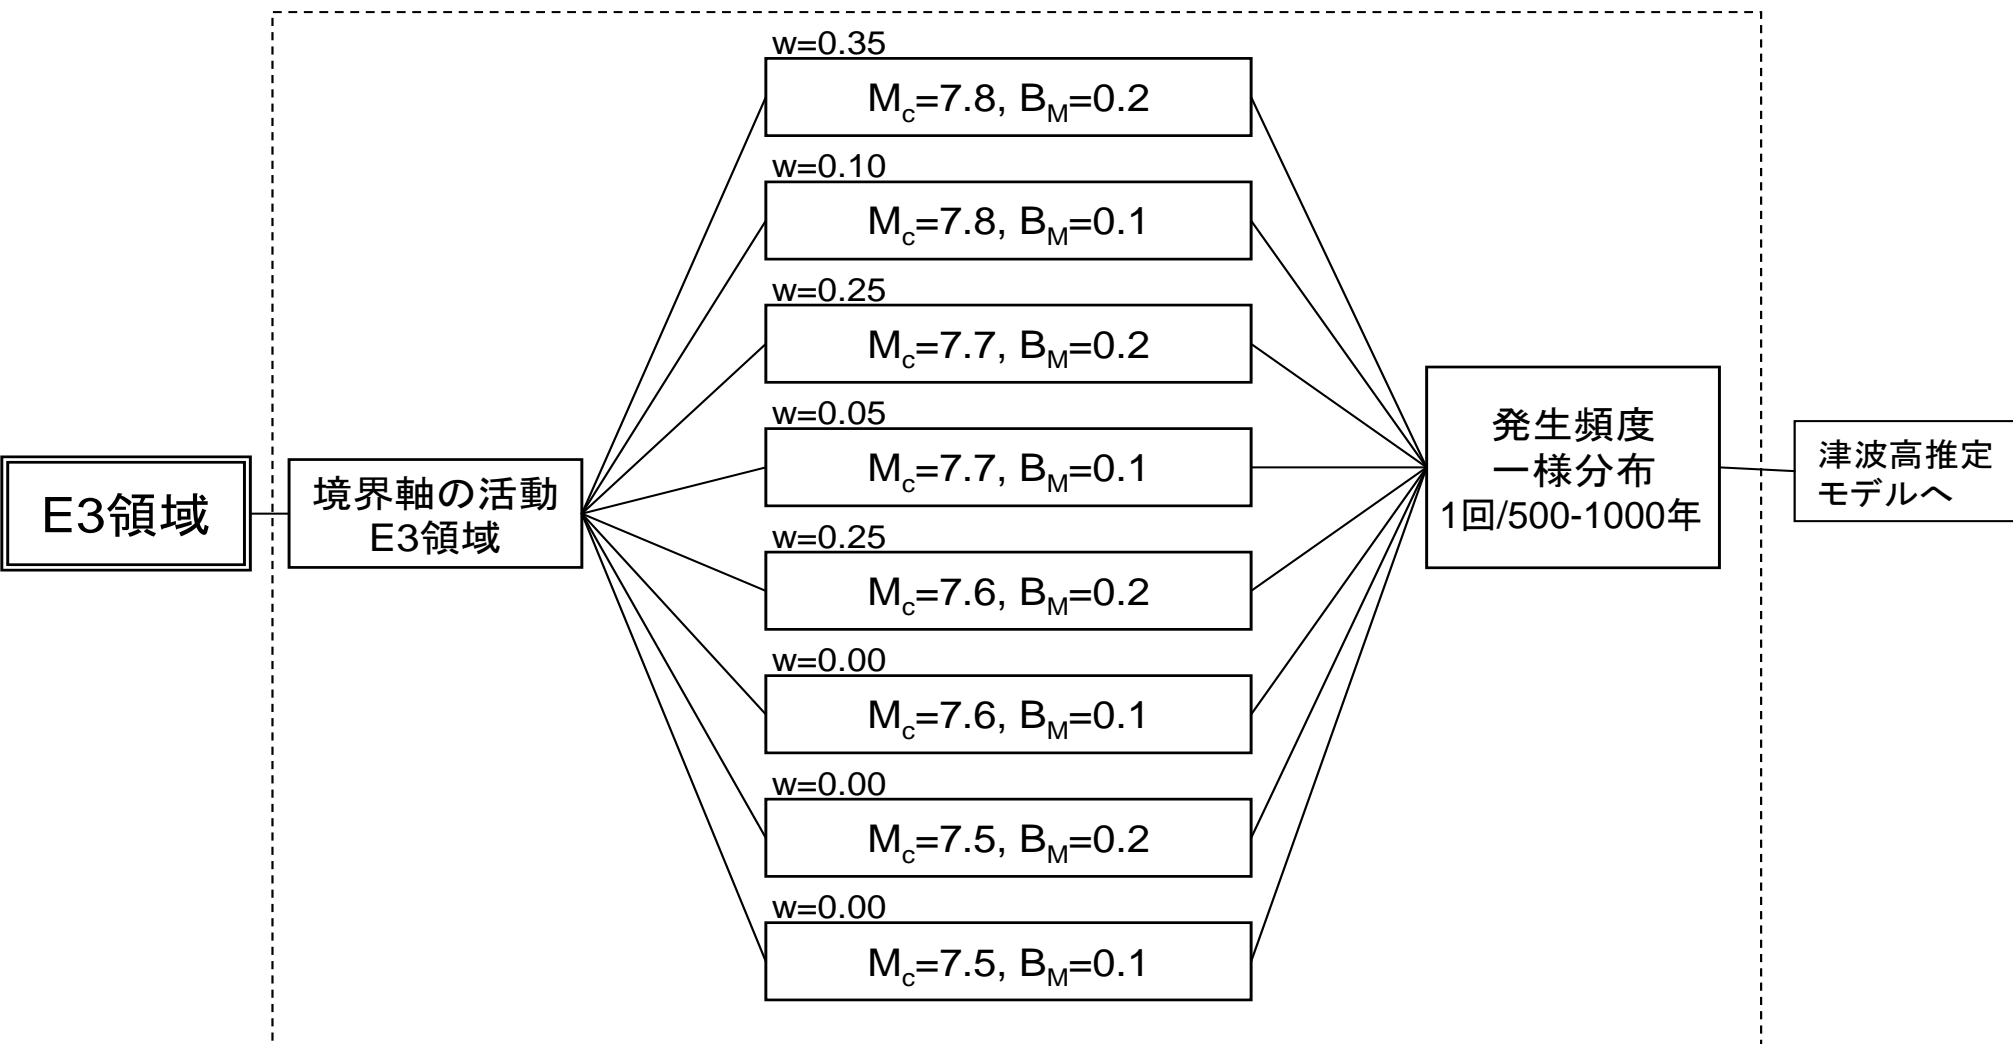 E3領域
境界軸の活動
E3領域
w=0.35
Mc=7.8, BM=0.2
w=0.10
Mc=7.8, BM=0.1
w=0.25
Mc=7.7, BM=0.2
w=0.05
Mc=7.7, BM=0.1
w=0.25
Mc=7.6, BM=0.2
w=0.00
Mc=7.6, BM=0.1
w=0.00
Mc=7.5, BM=0.2
w=0.00
Mc=7.5, BM=0.1
発生頻度
一様分布
1回/500-1000年
津波高推定
モデルへ